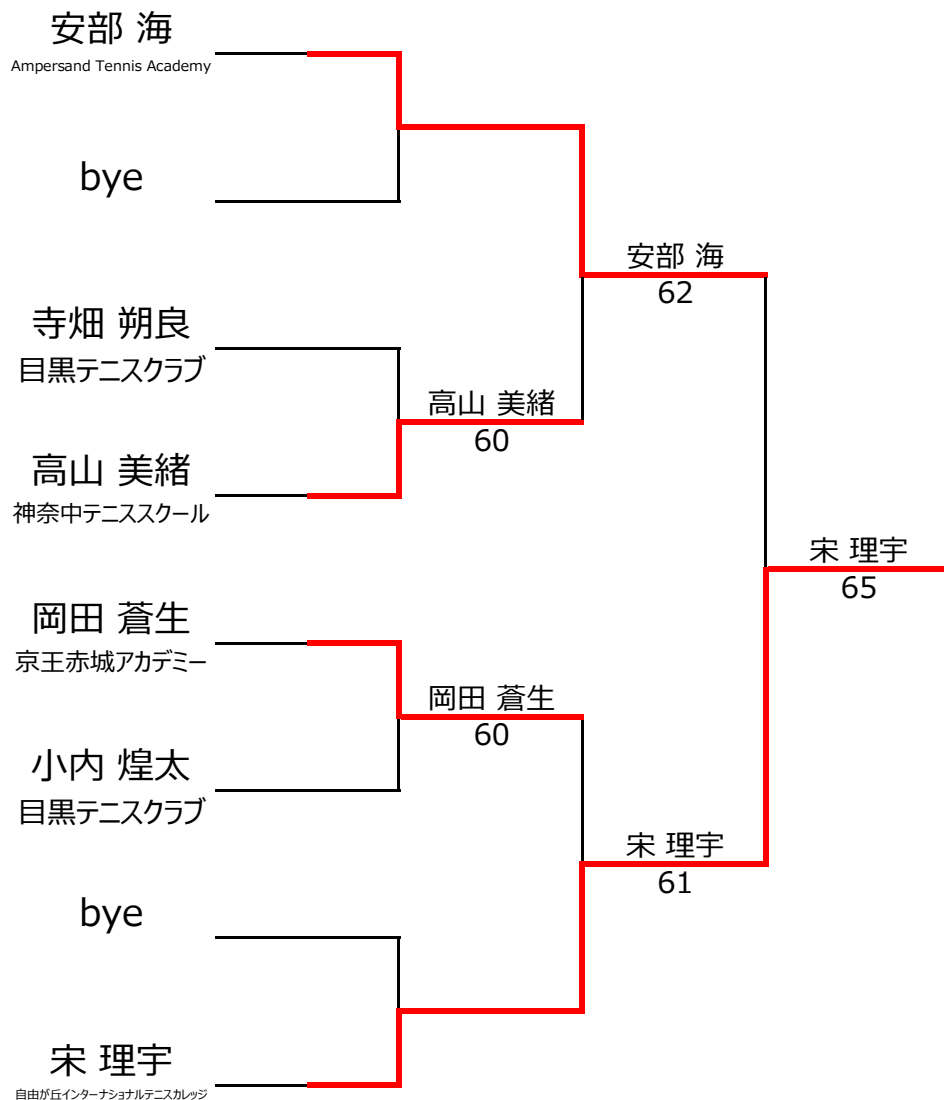 安部 海
Ampersand Tennis Academy
bye
寺畑 朔良
目黒テニスクラブ
高山 美緒
神奈中テニススクール
岡田 蒼生
京王赤城アカデミー
小内 煌太
目黒テニスクラブ
bye
宋 理宇
自由が丘インターナショナルテニスカレッジ
高山 美緒
60
岡田 蒼生
60
安部 海
62
宋 理宇
61
宋 理宇
65